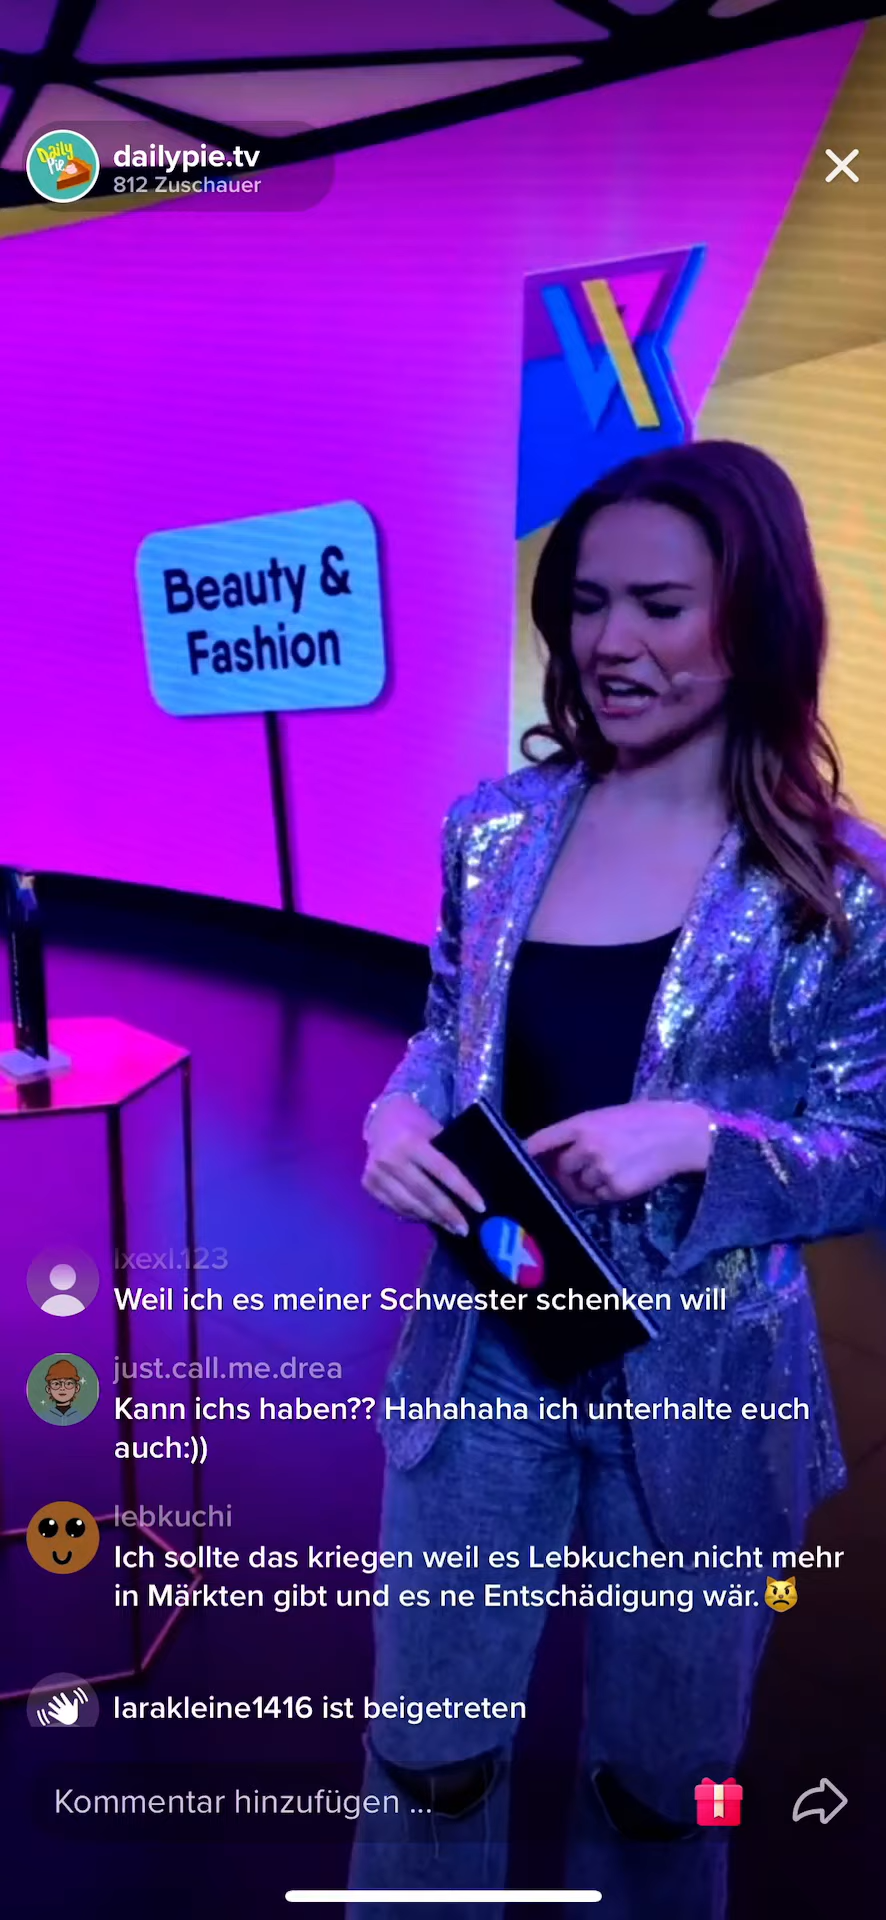 Daily
Pie
dailypie.tv
812 Zuschauer
Beauty &
Fashion
lxexl.123
Weil ich es meiner Schwester schenken will
just.call.me.drea
Kann ichs haben?? Hahahaha ich unterhalte euch
auch:))
lebkuchi
Ich sollte das kriegen weil es Lebkuchen nicht mehr
in Märkten gibt und es ne Entschädigung wär.😾
larakleine1416 ist beigetreten
Kommentar hinzufügen ...